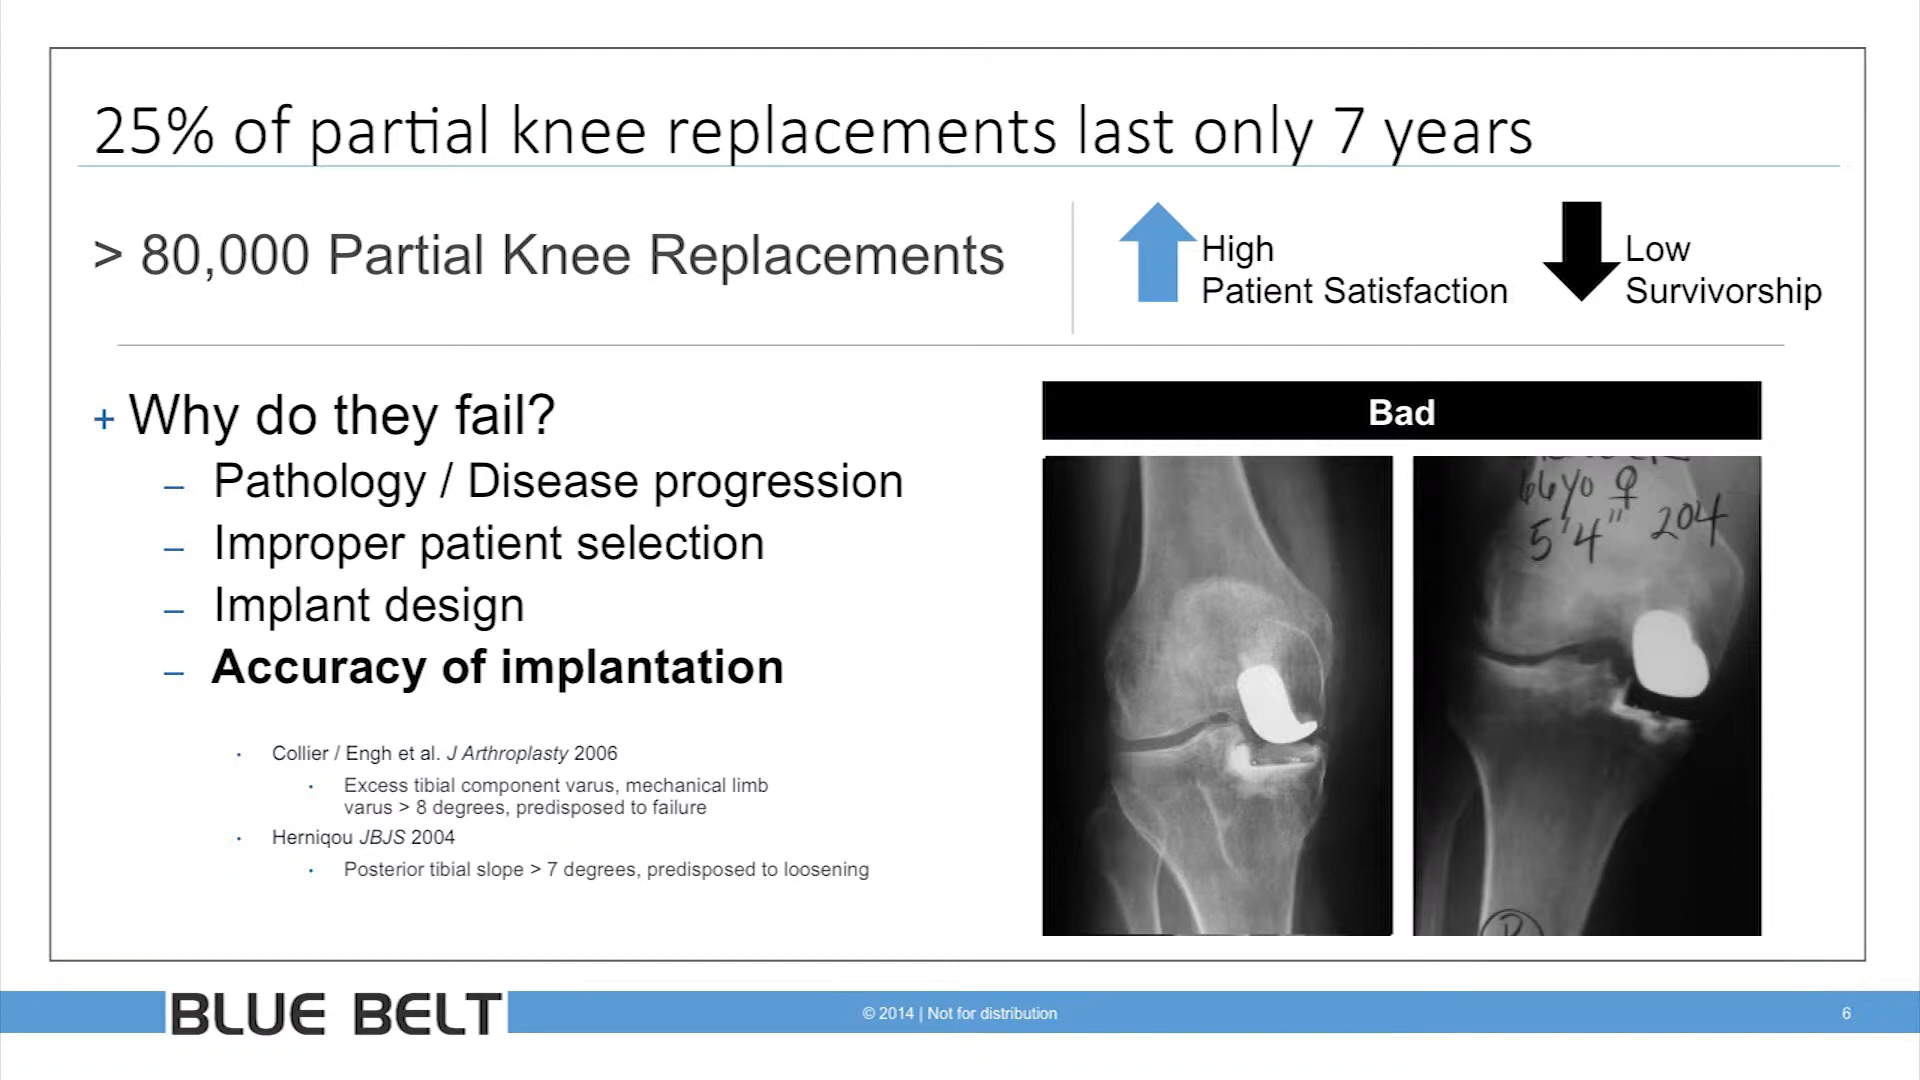 25% of partial knee replacements last only 7 years
> 80,000 Partial Knee Replacements
High
Patient Satisfaction
Low
Survivorship
+ Why do they fail?
– Pathology / Disease progression
– Improper patient selection
– Implant design
– Accuracy of implantation
• Collier / Engh et al. J Arthroplasty 2006
• Excess tibial component varus, mechanical limb
varus > 8 degrees, predisposed to failure
• Herniqou JBJS 2004
• Posterior tibial slope > 7 degrees, predisposed to loosening
Bad
66yo ♀
5'4" 204
BLUE BELT
© 2014 | Not for distribution
6